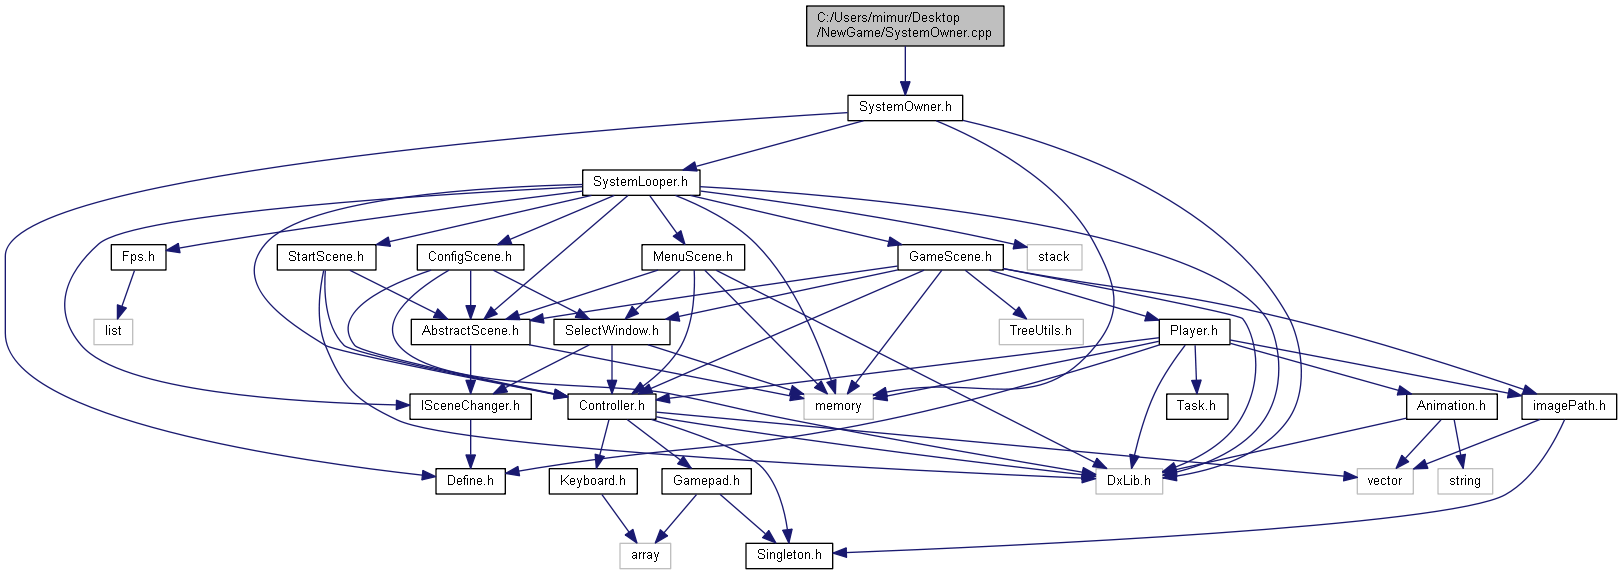 C:/Users/mimur/Desktop
/NewGame/SystemOwner.cpp
SystemOwner.h
SystemLooper.h
Fps.h
StartScene.h
ConfigScene.h
MenuScene.h
GameScene.h
stack
list
AbstractScene.h
SelectWindow.h
TreeUtils.h
Player.h
ISceneChanger.h
Controller.h
memory
Task.h
Animation.h
imagePath.h
Define.h
Keyboard.h
Gamepad.h
DxLib.h
vector
string
array
Singleton.h